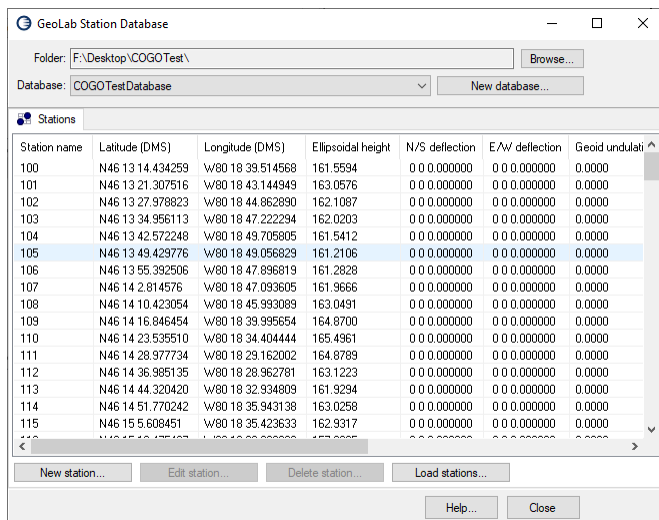 GeoLab Station Database
Folder: F:\Desktop\COGOTest\ Browse...
Database: COGOTestDatabase New database...
Stations
Station name Latitude (DMS) Longitude (DMS) Ellipsoidal height N/S deflection E/W deflection Geoid undulati
100 N46 13 14.434259 W80 18 39.514568 161.5594 0 0 0.000000 0 0 0.000000 0.0000
101 N46 13 21.307516 W80 18 43.144949 163.0576 0 0 0.000000 0 0 0.000000 0.0000
102 N46 13 27.978823 W80 18 44.862890 162.1087 0 0 0.000000 0 0 0.000000 0.0000
103 N46 13 34.956113 W80 18 47.222294 162.0203 0 0 0.000000 0 0 0.000000 0.0000
104 N46 13 42.572248 W80 18 49.705805 161.5412 0 0 0.000000 0 0 0.000000 0.0000
105 N46 13 49.429776 W80 18 49.056829 161.2106 0 0 0.000000 0 0 0.000000 0.0000
106 N46 13 55.392506 W80 18 47.896819 161.2828 0 0 0.000000 0 0 0.000000 0.0000
107 N46 14 2.814576 W80 18 47.093605 161.9666 0 0 0.000000 0 0 0.000000 0.0000
108 N46 14 10.423054 W80 18 45.993089 163.0491 0 0 0.000000 0 0 0.000000 0.0000
109 N46 14 16.846454 W80 18 39.995654 164.8700 0 0 0.000000 0 0 0.000000 0.0000
110 N46 14 23.535510 W80 18 34.404444 165.4961 0 0 0.000000 0 0 0.000000 0.0000
111 N46 14 28.977734 W80 18 29.162002 164.8789 0 0 0.000000 0 0 0.000000 0.0000
112 N46 14 36.985135 W80 18 28.962781 163.1223 0 0 0.000000 0 0 0.000000 0.0000
113 N46 14 44.320420 W80 18 32.934809 161.9294 0 0 0.000000 0 0 0.000000 0.0000
114 N46 14 51.770242 W80 18 35.943138 163.0258 0 0 0.000000 0 0 0.000000 0.0000
115 N46 15 5.608451 W80 18 35.423633 162.9317 0 0 0.000000 0 0 0.000000 0.0000
New station... Edit station... Delete station... Load stations...
Help... Close